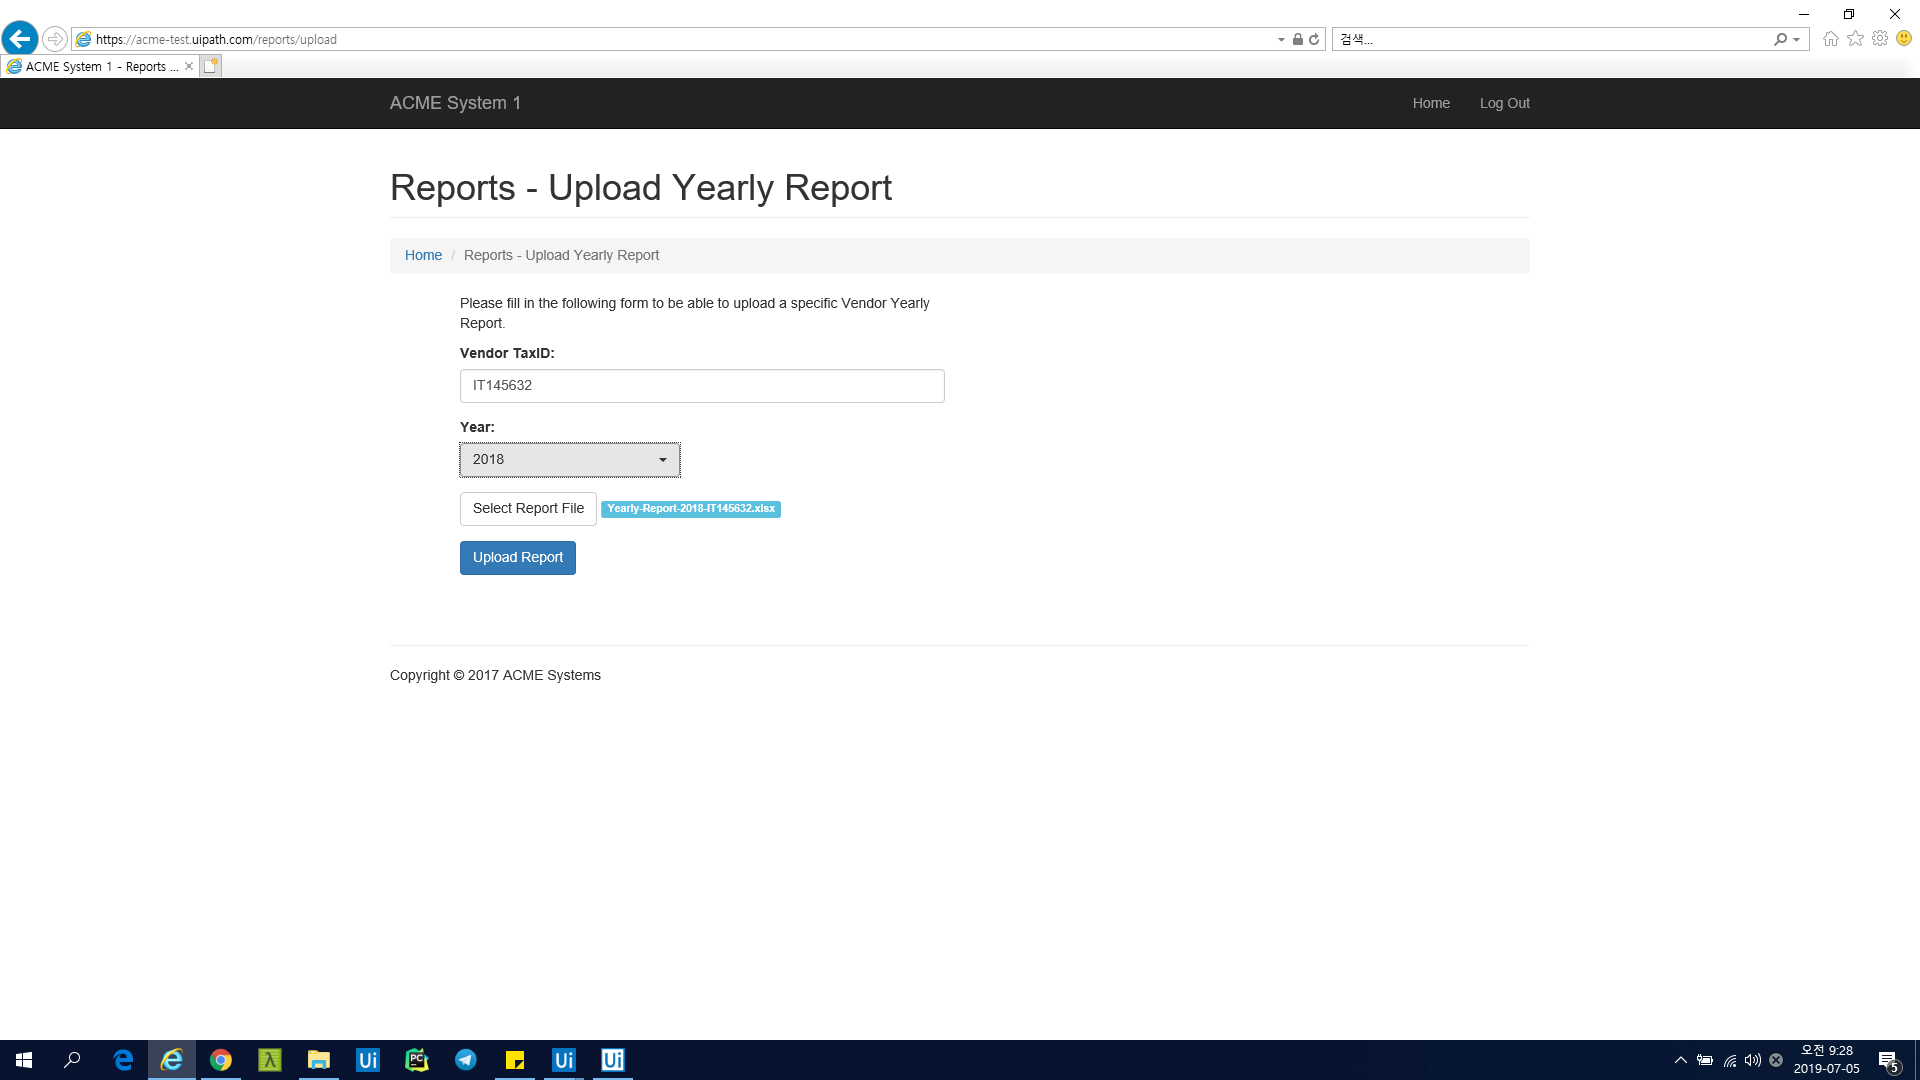 https://acme-test.uipath.com/reports/upload
검색...
ACME System 1 - Reports ...
ACME System 1
Home
Log Out
Reports - Upload Yearly Report
Home / Reports - Upload Yearly Report
Please fill in the following form to be able to upload a specific Vendor Yearly
Report.
Vendor TaxID:
IT145632
Year:
2018
Select Report File
Yearly-Report-2018-IT145632.xlsx
Upload Report
Copyright © 2017 ACME Systems
Ui
PC
Ui
Ui
오전 9:28
2019-07-05
5